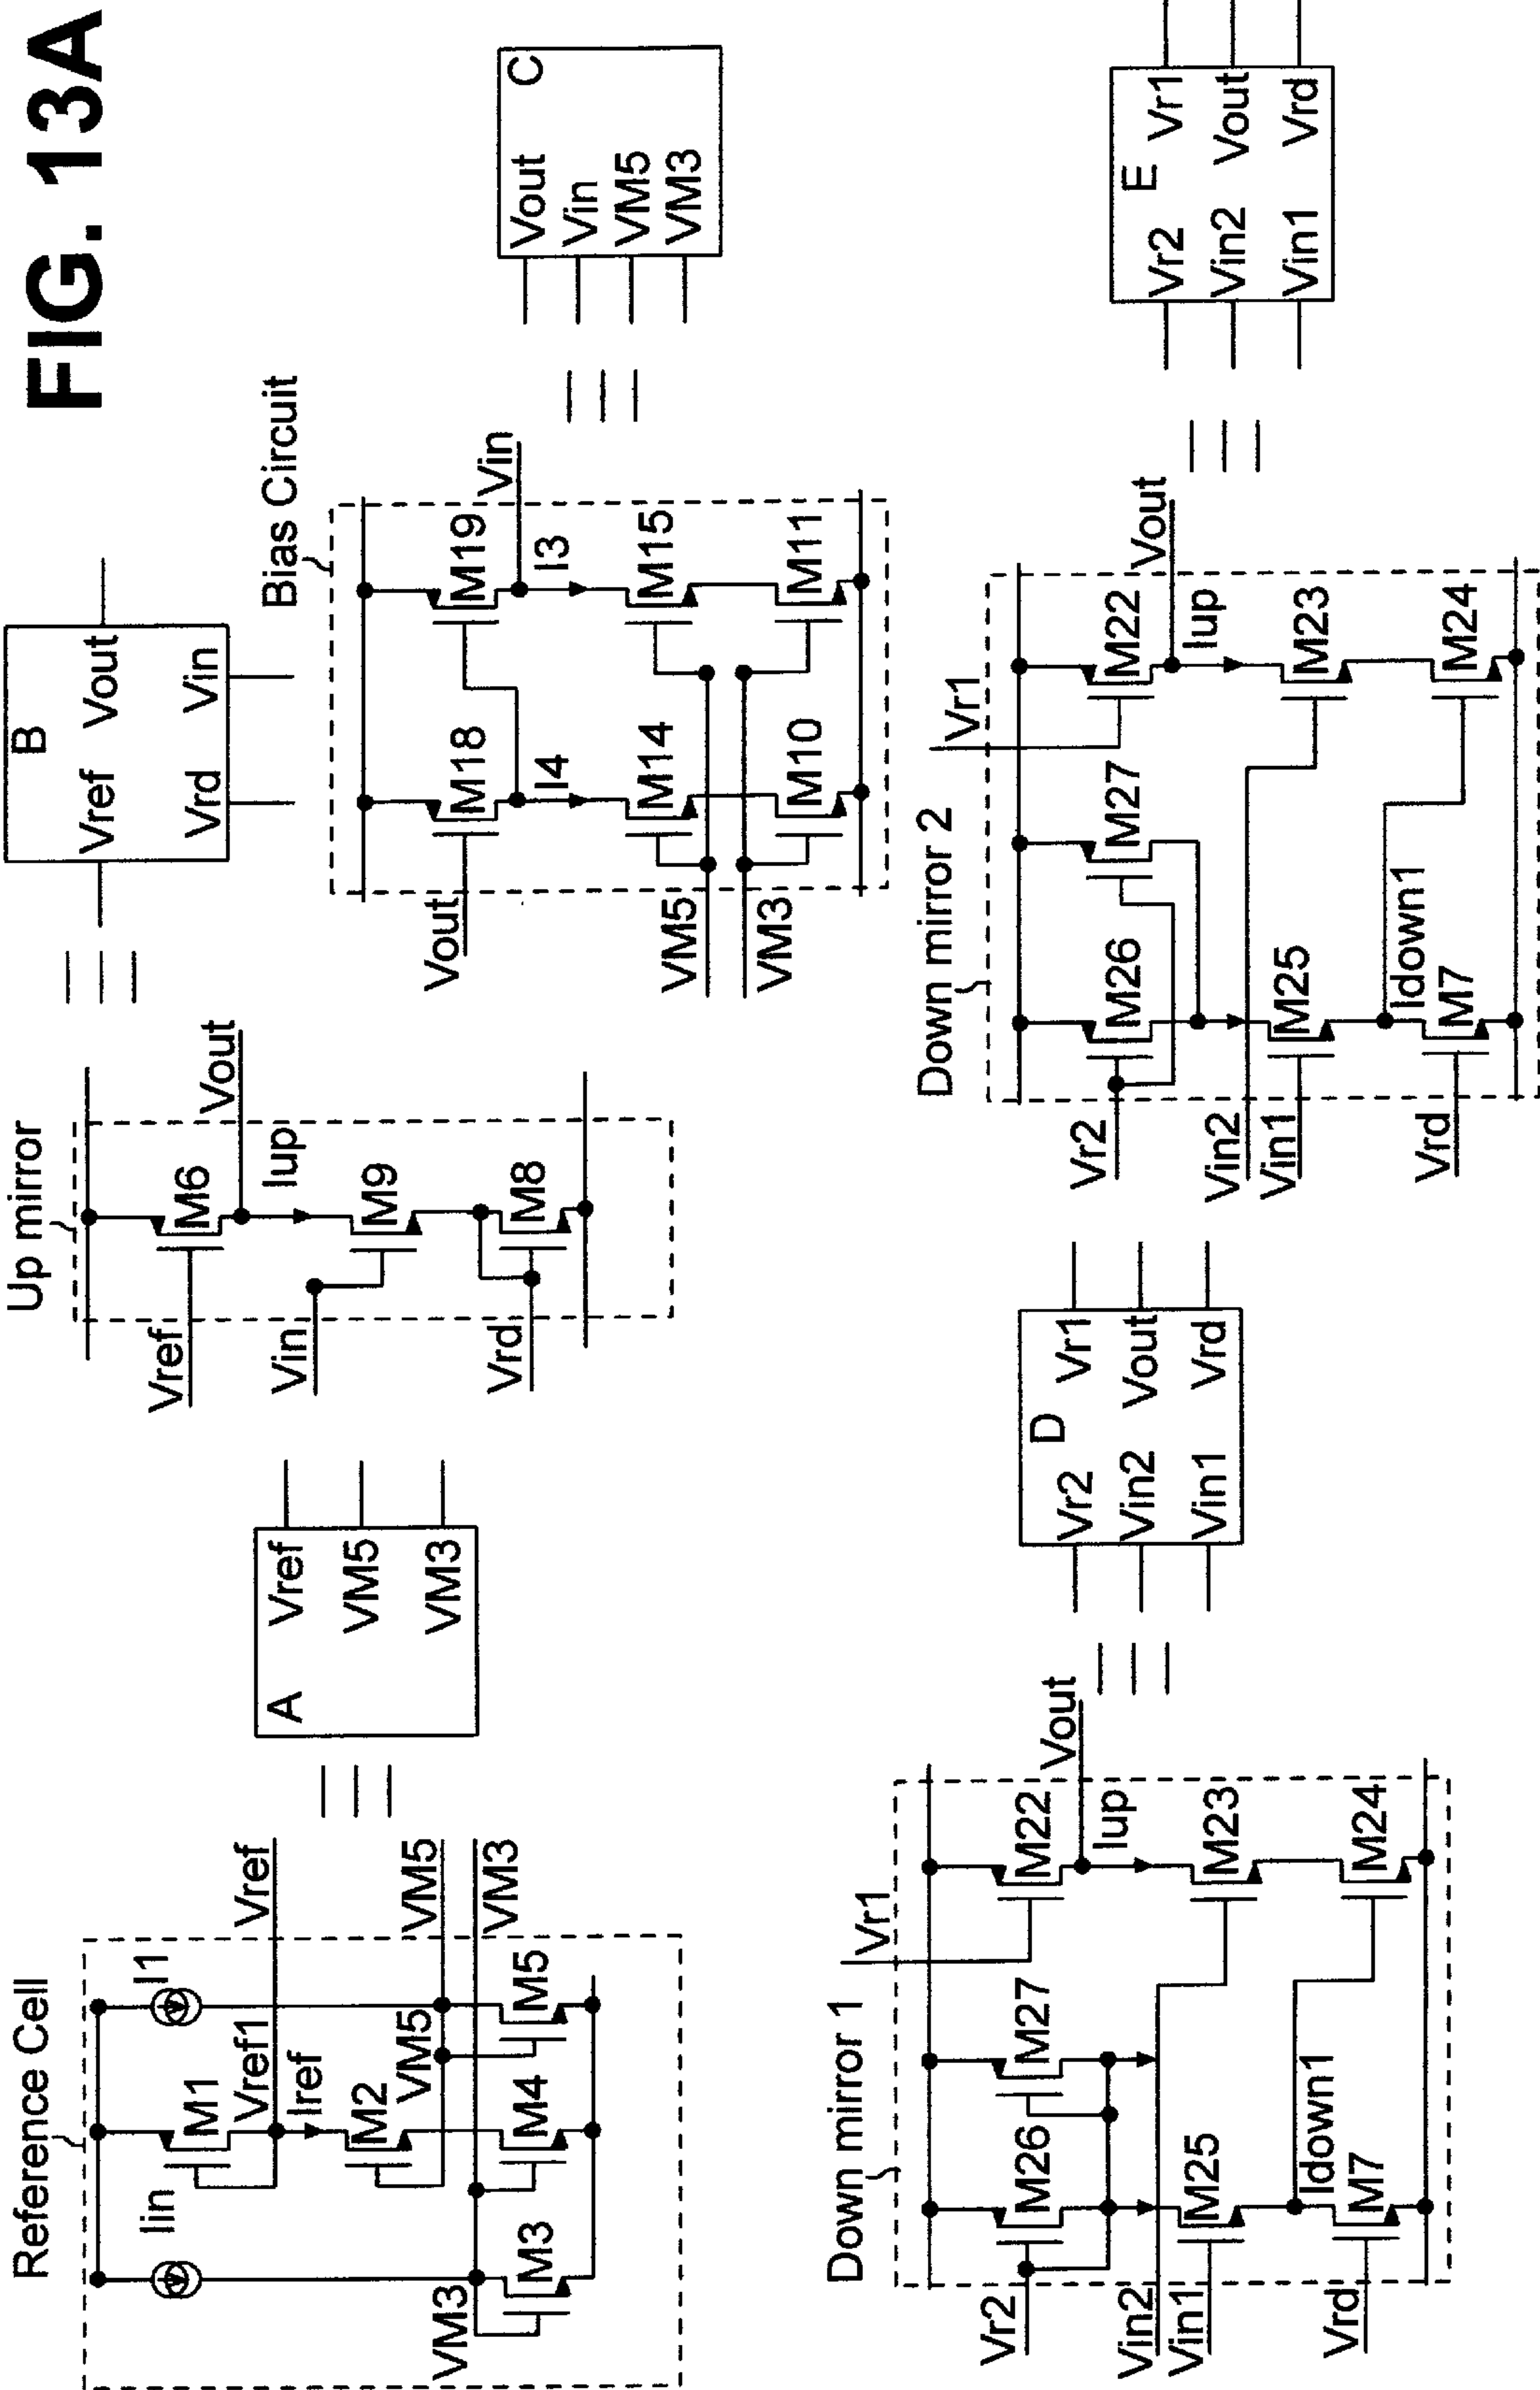 FIG. 13A
Reference Cell
Iin
I1
M1
Vref1
Iref
M2
VM5
M3
M4
M5
VM3
Vref
VM5
VM3
A
Vref
VM5
VM3
Up mirror
Vref
M6
Vout
Iup
Vin
M9
Vrd
M8
B
Vref
Vout
Vrd
Vin
Bias Circuit
Vout
M18
M19
Vin
I4
I3
M14
M15
VM5
VM3
M10
M11
C
Vout
Vin
VM5
VM3
Down mirror 1
Vr1
Vr2
M26
M27
M22
Vout
Iup
Vin2
Vin1
M25
M23
Idown1
Vrd
M7
M24
D
Vr2
Vr1
Vin2
Vout
Vin1
Vrd
Down mirror 2
Vr1
Vr2
M26
M27
M22
Vout
Iup
Vin2
Vin1
M25
M23
Idown1
Vrd
M7
M24
E
Vr2
Vr1
Vin2
Vout
Vin1
Vrd